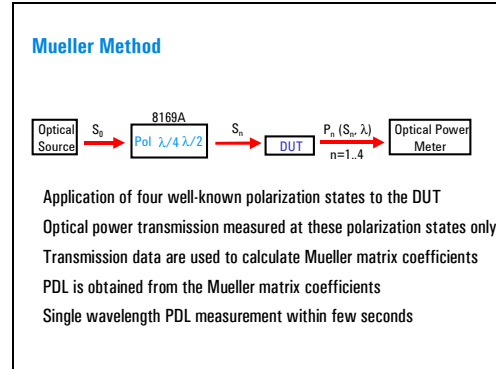 Mueller Method
8169A
Optical Source
S0
Pol λ/4 λ/2
Sn
DUT
Pn (Sn, λ)
n=1..4
Optical Power Meter
Application of four well-known polarization states to the DUT
Optical power transmission measured at these polarization states only
Transmission data are used to calculate Mueller matrix coefficients
PDL is obtained from the Mueller matrix coefficients
Single wavelength PDL measurement within few seconds